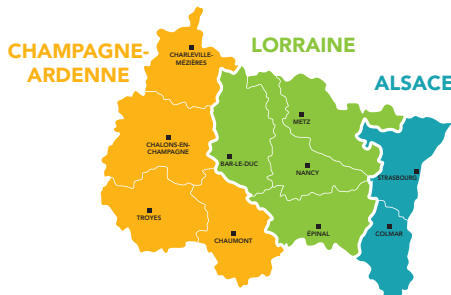 CHAMPAGNE-
ARDENNE
LORRAINE
ALSACE
CHARLEVILLE-
MÉZIÈRES
METZ
CHALONS-EN-
CHAMPAGNE
BAR-LE-DUC
NANCY
STRASBOURG
TROYES
CHAUMONT
ÉPINAL
COLMAR